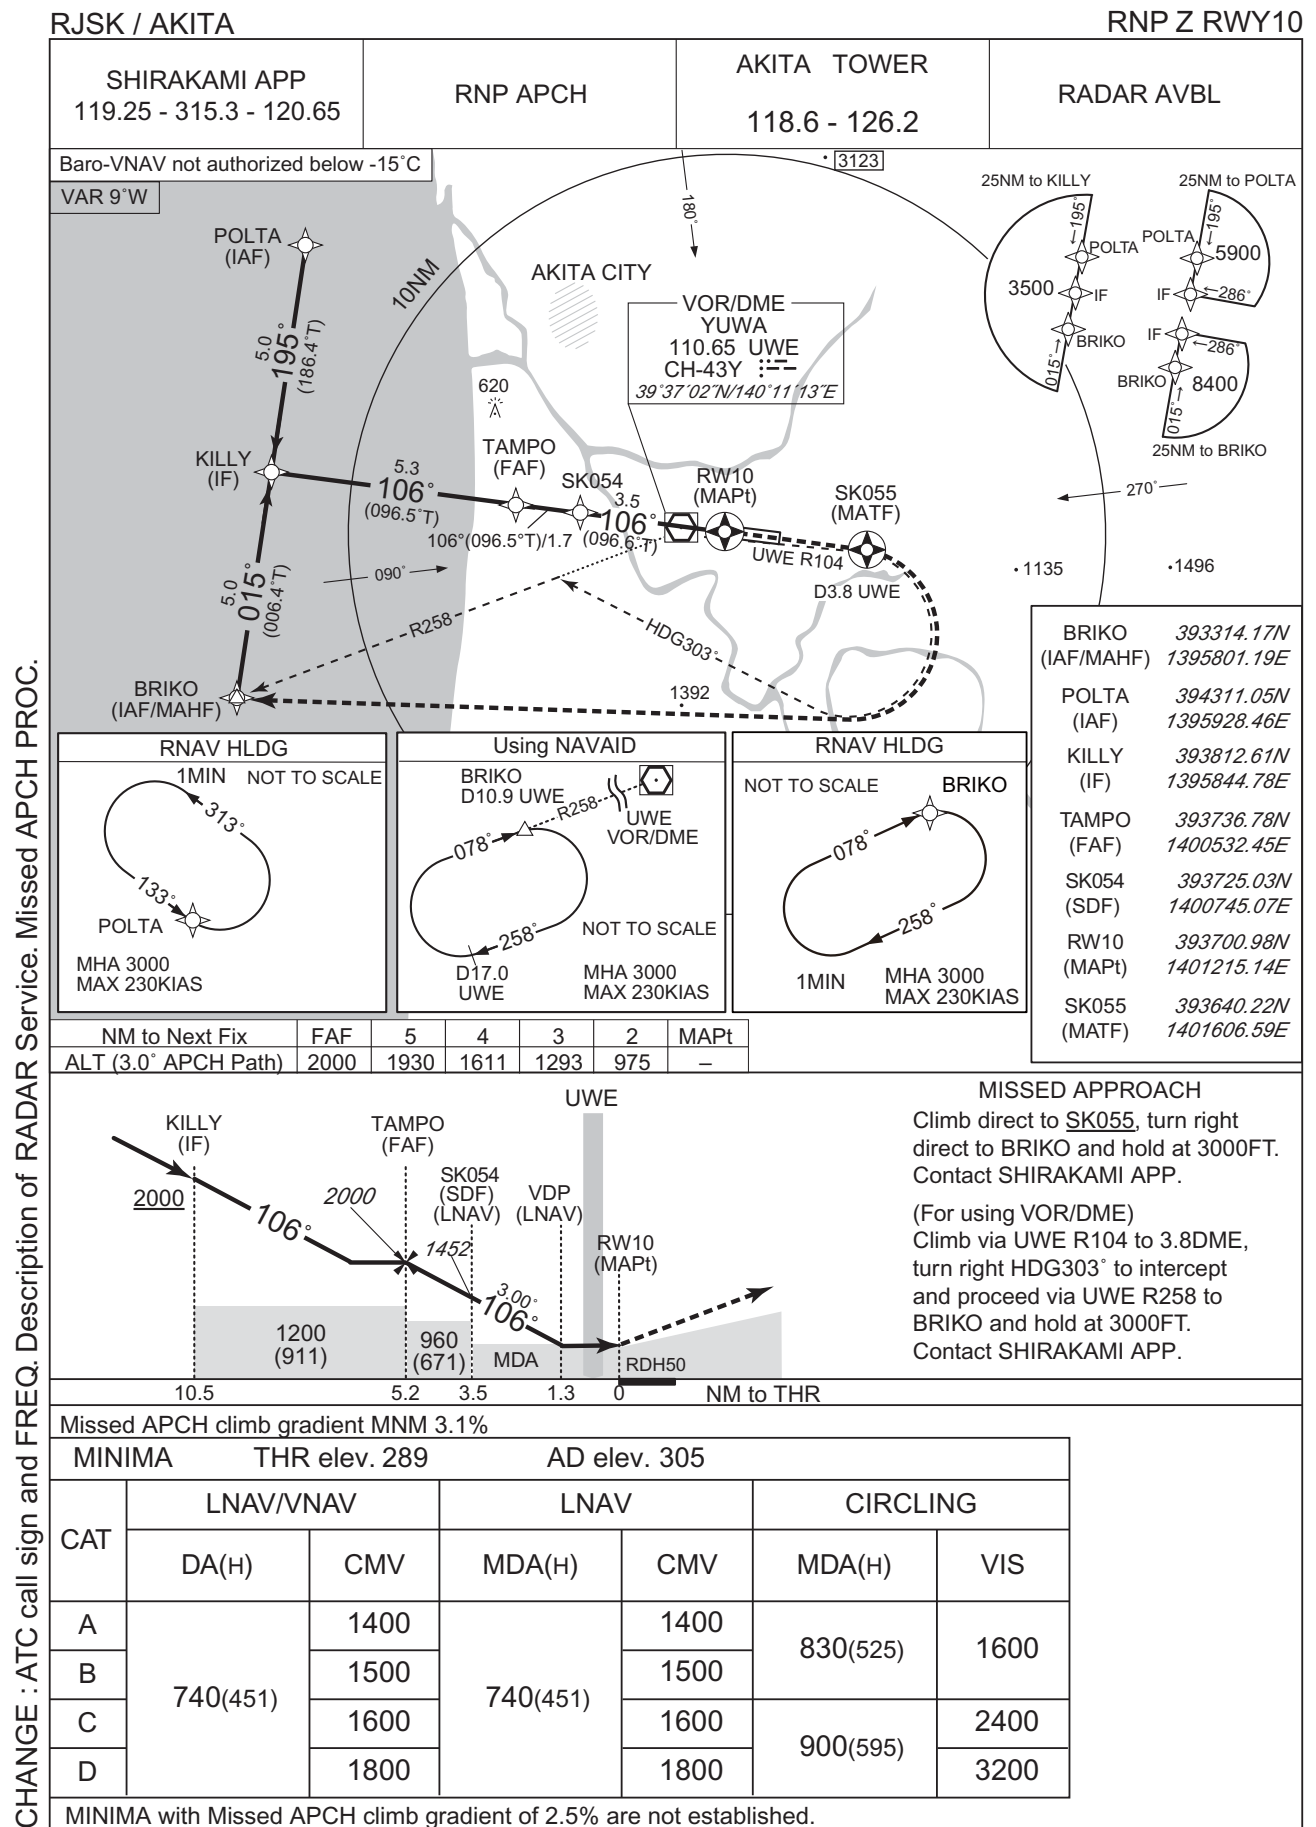 RJSK / AKITA
RNP Z RWY10
SHIRAKAMI APP
119.25 - 315.3 - 120.65
RNP APCH
AKITA TOWER
118.6 - 126.2
RADAR AVBL
Baro-VNAV not authorized below -15˚C
VAR 9˚W
3123
180˚
10NM
POLTA
(IAF)
5.0
195˚
(186.4˚T)
KILLY
(IF)
5.3
106˚
(096.5˚T)
5.0
015˚
(006.4˚T)
BRIKO
(IAF/MAHF)
AKITA CITY
620
VOR/DME
YUWA
110.65 UWE
CH-43Y
39˚37´02˝N/140˚11´13˝E
TAMPO
(FAF)
SK054
3.5
106˚
(096.6˚T)
106˚(096.5˚T)/1.7
RW10
(MAPt)
SK055
(MATF)
UWE R104
D3.8 UWE
090˚
270˚
R258
HDG303˚
1392
1135
1496
25NM to KILLY
195˚
POLTA
3500
IF
BRIKO
015˚
25NM to POLTA
195˚
POLTA
5900
IF
286˚
IF
286˚
BRIKO
8400
015˚
25NM to BRIKO
BRIKO 393314.17N
(IAF/MAHF) 1395801.19E
POLTA 394311.05N
(IAF) 1395928.46E
KILLY 393812.61N
(IF) 1395844.78E
TAMPO 393736.78N
(FAF) 1400532.45E
SK054 393725.03N
(SDF) 1400745.07E
RW10 393700.98N
(MAPt) 1401215.14E
SK055 393640.22N
(MATF) 1401606.59E
RNAV HLDG
1MIN NOT TO SCALE
313˚
133˚
POLTA
MHA 3000
MAX 230KIAS
Using NAVAID
BRIKO
D10.9 UWE
R258
UWE
VOR/DME
078˚
258˚
NOT TO SCALE
D17.0
UWE
MHA 3000
MAX 230KIAS
RNAV HLDG
NOT TO SCALE
BRIKO
078˚
258˚
1MIN
MHA 3000
MAX 230KIAS
NM to Next Fix FAF 5 4 3 2 MAPt
ALT (3.0˚ APCH Path) 2000 1930 1611 1293 975 –
KILLY
(IF)
2000
106˚
TAMPO
(FAF)
2000
SK054
(SDF)
(LNAV)
1452
VDP
(LNAV)
UWE
RW10
(MAPt)
3.00˚
106˚
1200
(911)
960
(671)
MDA
RDH50
10.5 5.2 3.5 1.3 0 NM to THR
MISSED APPROACH
Climb direct to SK055, turn right
direct to BRIKO and hold at 3000FT.
Contact SHIRAKAMI APP.
(For using VOR/DME)
Climb via UWE R104 to 3.8DME,
turn right HDG303˚ to intercept
and proceed via UWE R258 to
BRIKO and hold at 3000FT.
Contact SHIRAKAMI APP.
Missed APCH climb gradient MNM 3.1%
MINIMA THR elev. 289 AD elev. 305
CAT LNAV/VNAV LNAV CIRCLING
DA(H) CMV MDA(H) CMV MDA(H) VIS
A 740(451) 1400 740(451) 1400 830(525) 1600
B 1500 1500
C 1600 1600 900(595) 2400
D 1800 1800 3200
MINIMA with Missed APCH climb gradient of 2.5% are not established.
CHANGE : ATC call sign and FREQ. Description of RADAR Service. Missed APCH PROC.